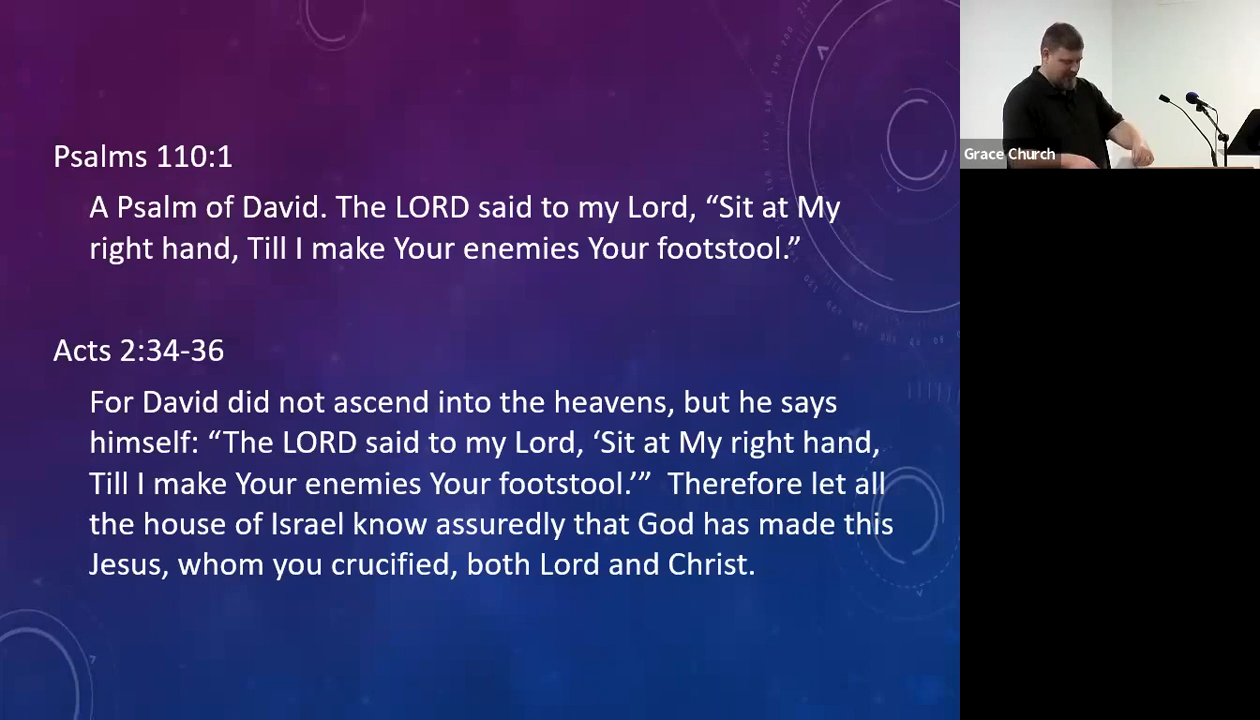 Psalms 110:1
A Psalm of David. The LORD said to my Lord, “Sit at My
right hand, Till I make Your enemies Your footstool.”
Acts 2:34-36
For David did not ascend into the heavens, but he says
himself: “The LORD said to my Lord, ‘Sit at My right hand,
Till I make Your enemies Your footstool.’” Therefore let all
the house of Israel know assuredly that God has made this
Jesus, whom you crucified, both Lord and Christ.
Grace Church